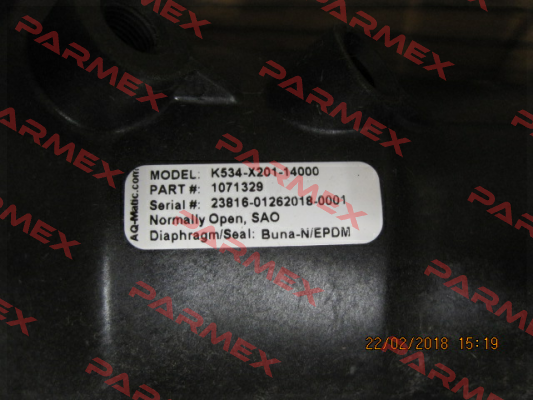 AQ-Matic.com
MODEL: K534-X201-14000
PART #: 1071329
Serial #: 23816-01262018-0001
Normally Open, SAO
Diaphragm/Seal: Buna-N/EPDM
22/02/2018 15:19
PARMEX
PARMEX
PARMEX
PARMEX
PARMEX
PARMEX
PARMEX
PARMEX